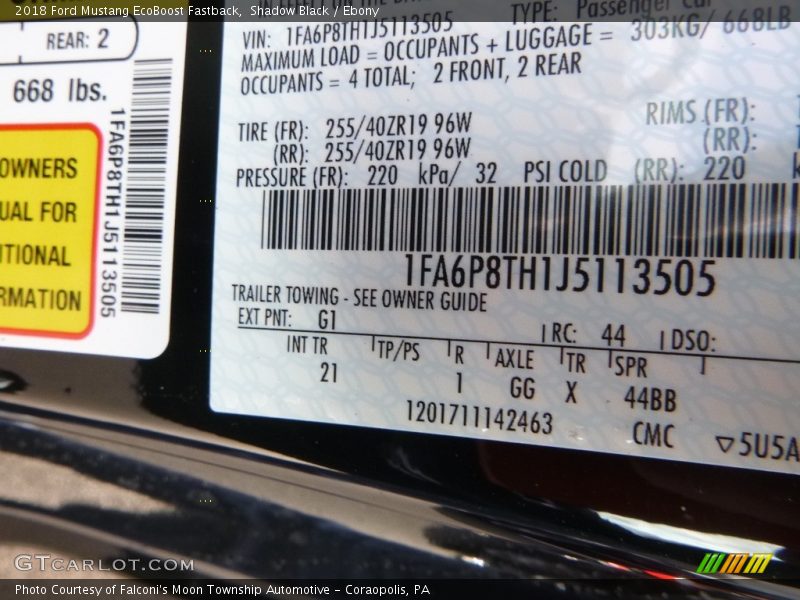 2018 Ford Mustang EcoBoost Fastback, Shadow Black / Ebony
REAR: 2
668 lbs.
OWNERS
UAL FOR
ITIONAL
RMATION
1FA6P8TH1J5113505
TYPE: Passenger Car
VIN: 1FA6P8TH1J5113505
MAXIMUM LOAD = OCCUPANTS + LUGGAGE = 303KG/ 668LB
OCCUPANTS = 4 TOTAL; 2 FRONT, 2 REAR
TIRE (FR): 255/40ZR19 96W RIMS (FR):
(RR): 255/40ZR19 96W (RR):
PRESSURE (FR): 220 kPa/ 32 PSI COLD (RR): 220
1FA6P8TH1J5113505
TRAILER TOWING - SEE OWNER GUIDE
EXT PNT: G1 RC: 44 DSO:
INT TR TP/PS R AXLE TR SPR
21 1 GG X 44BB
1201711142463 CMC 5U5A
GTCARLOT.COM
Photo Courtesy of Falconi's Moon Township Automotive – Coraopolis, PA